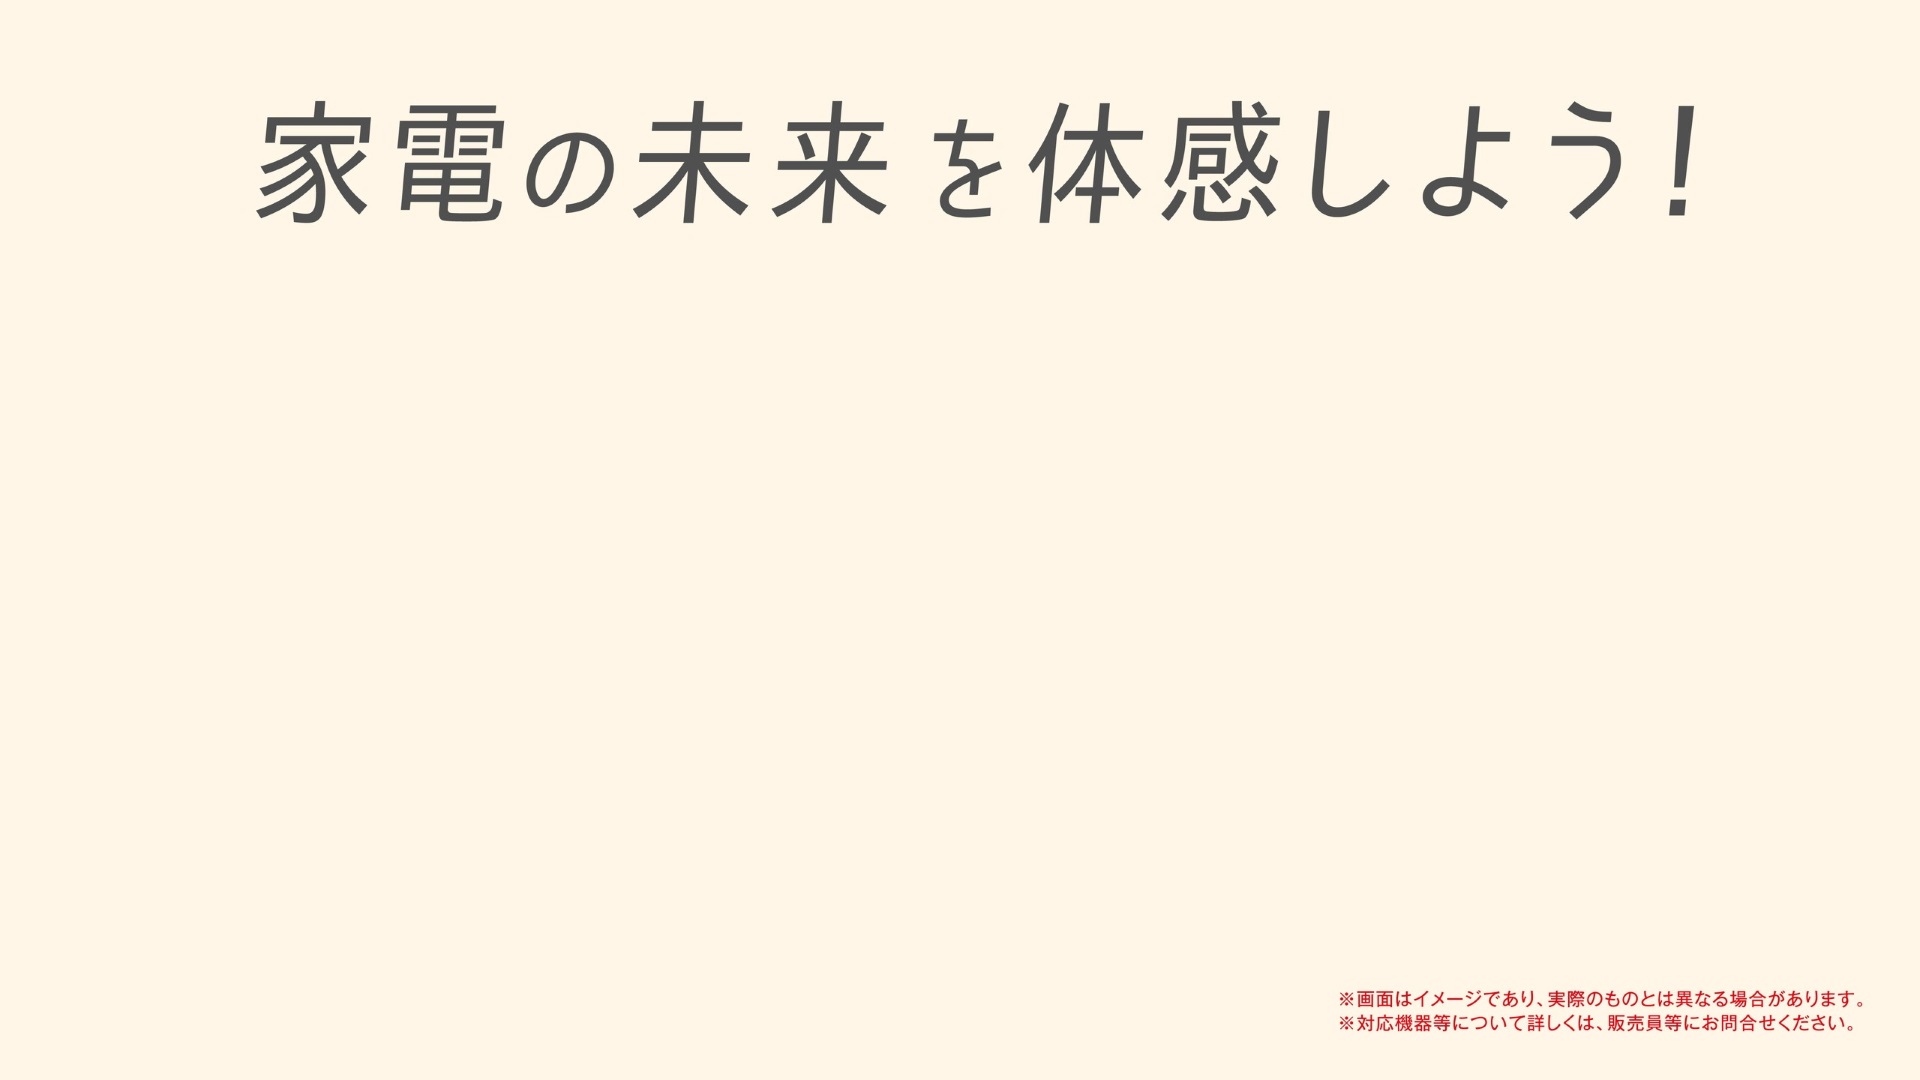 家電の未来を体感しよう!
※画面はイメージであり、実際のものとは異なる場合があります。
※対応機器等について詳しくは、販売員等にお問合せください。